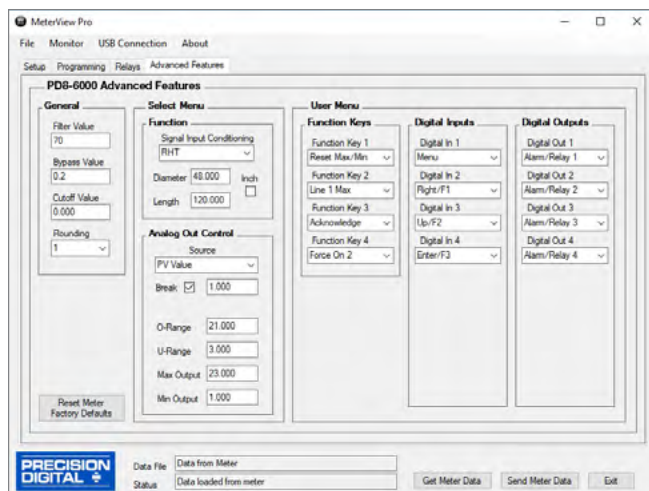 MeterView Pro
File Monitor USB Connection About
Setup Programming Relays Advanced Features
PD8-6000 Advanced Features
General
Filter Value
70
Bypass Value
0.2
Cutoff Value
0.000
Rounding
1
Reset Meter
Factory Defaults
Select Menu
Function
Signal Input Conditioning
RHT
Diameter 48.000 Inch
Length 120.000
Analog Out Control
Source
PV Value
Break 1.000
O-Range 21.000
U-Range 3.000
Max Output 23.000
Min Output 1.000
User Menu
Function Keys
Function Key 1
Reset Max/Min
Function Key 2
Line 1 Max
Function Key 3
Acknowledge
Function Key 4
Force On 2
Digital Inputs
Digital In 1
Menu
Digital In 2
Right/F1
Digital In 3
Up/F2
Digital In 4
Enter/F3
Digital Outputs
Digital Out 1
Alarm/Relay 1
Digital Out 2
Alarm/Relay 2
Digital Out 3
Alarm/Relay 3
Digital Out 4
Alarm/Relay 4
PRECISION
DIGITAL
Data File Data from Meter
Status Data loaded from meter
Get Meter Data Send Meter Data Exit